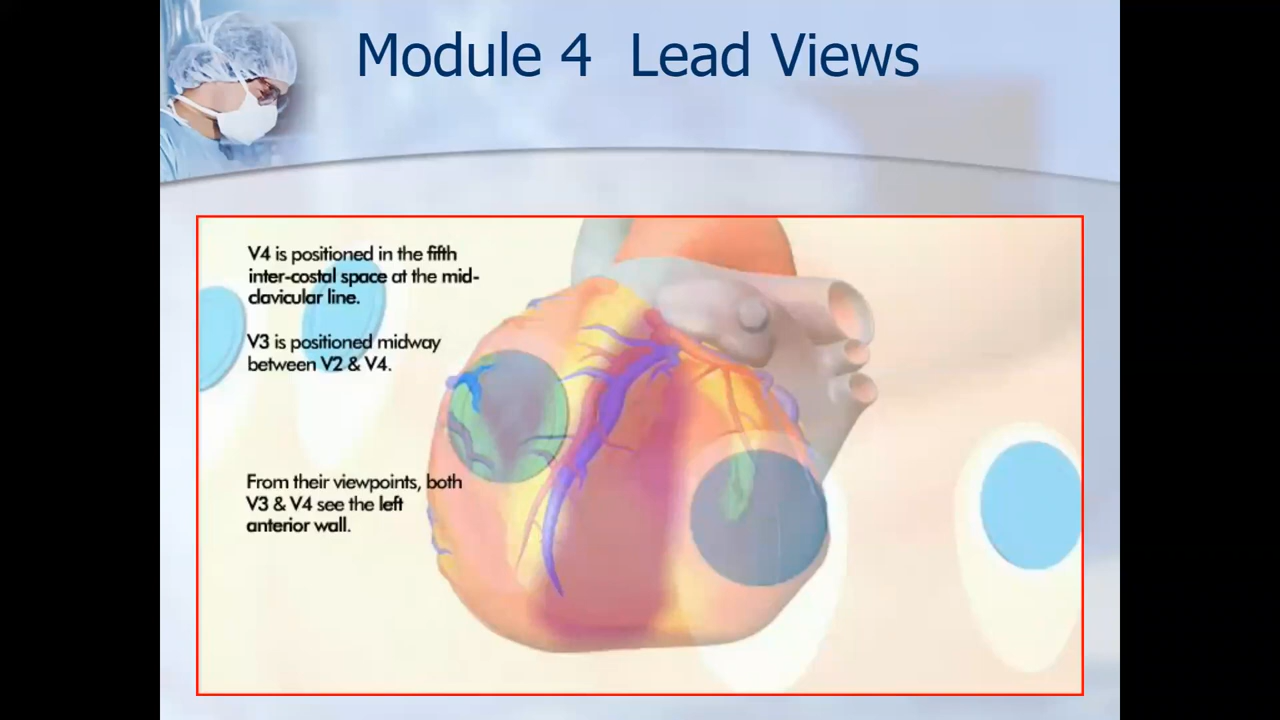 Module 4 Lead Views
V4 is positioned in the fifth
inter-costal space at the mid-
clavicular line.
V3 is positioned midway
between V2 & V4.
From their viewpoints, both
V3 & V4 see the left
anterior wall.